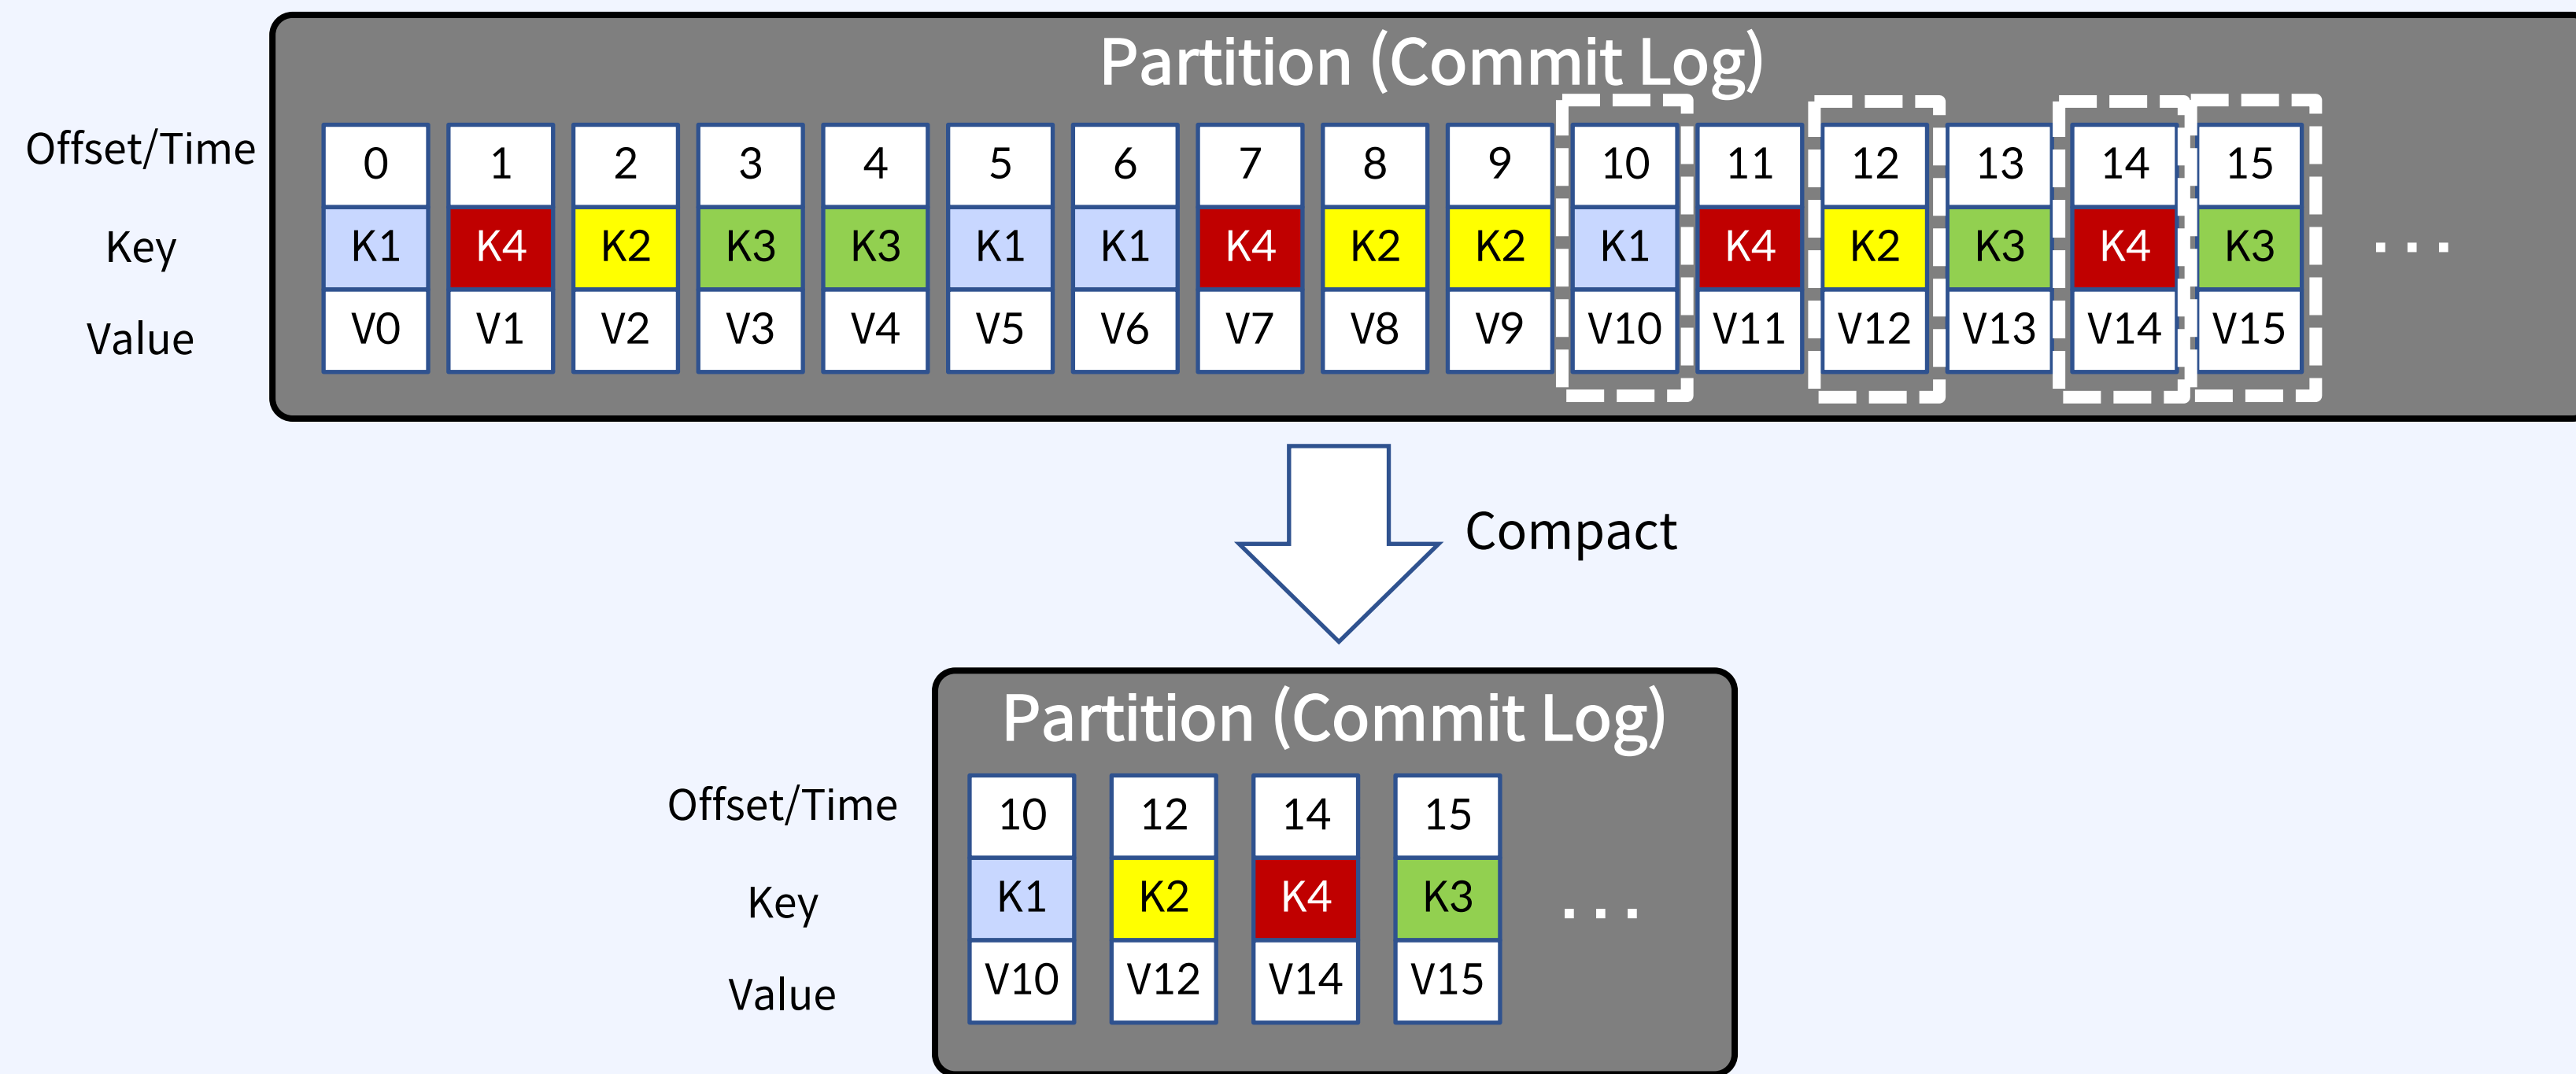 Partition (Commit Log)
Offset/Time 0 1 2 3 4 5 6 7 8 9 10 11 12 13 14 15
Key K1 K4 K2 K3 K3 K1 K1 K4 K2 K2 K1 K4 K2 K3 K4 K3 ...
Value V0 V1 V2 V3 V4 V5 V6 V7 V8 V9 V10 V11 V12 V13 V14 V15
Compact
Partition (Commit Log)
Offset/Time 10 12 14 15
Key K1 K2 K4 K3 ...
Value V10 V12 V14 V15